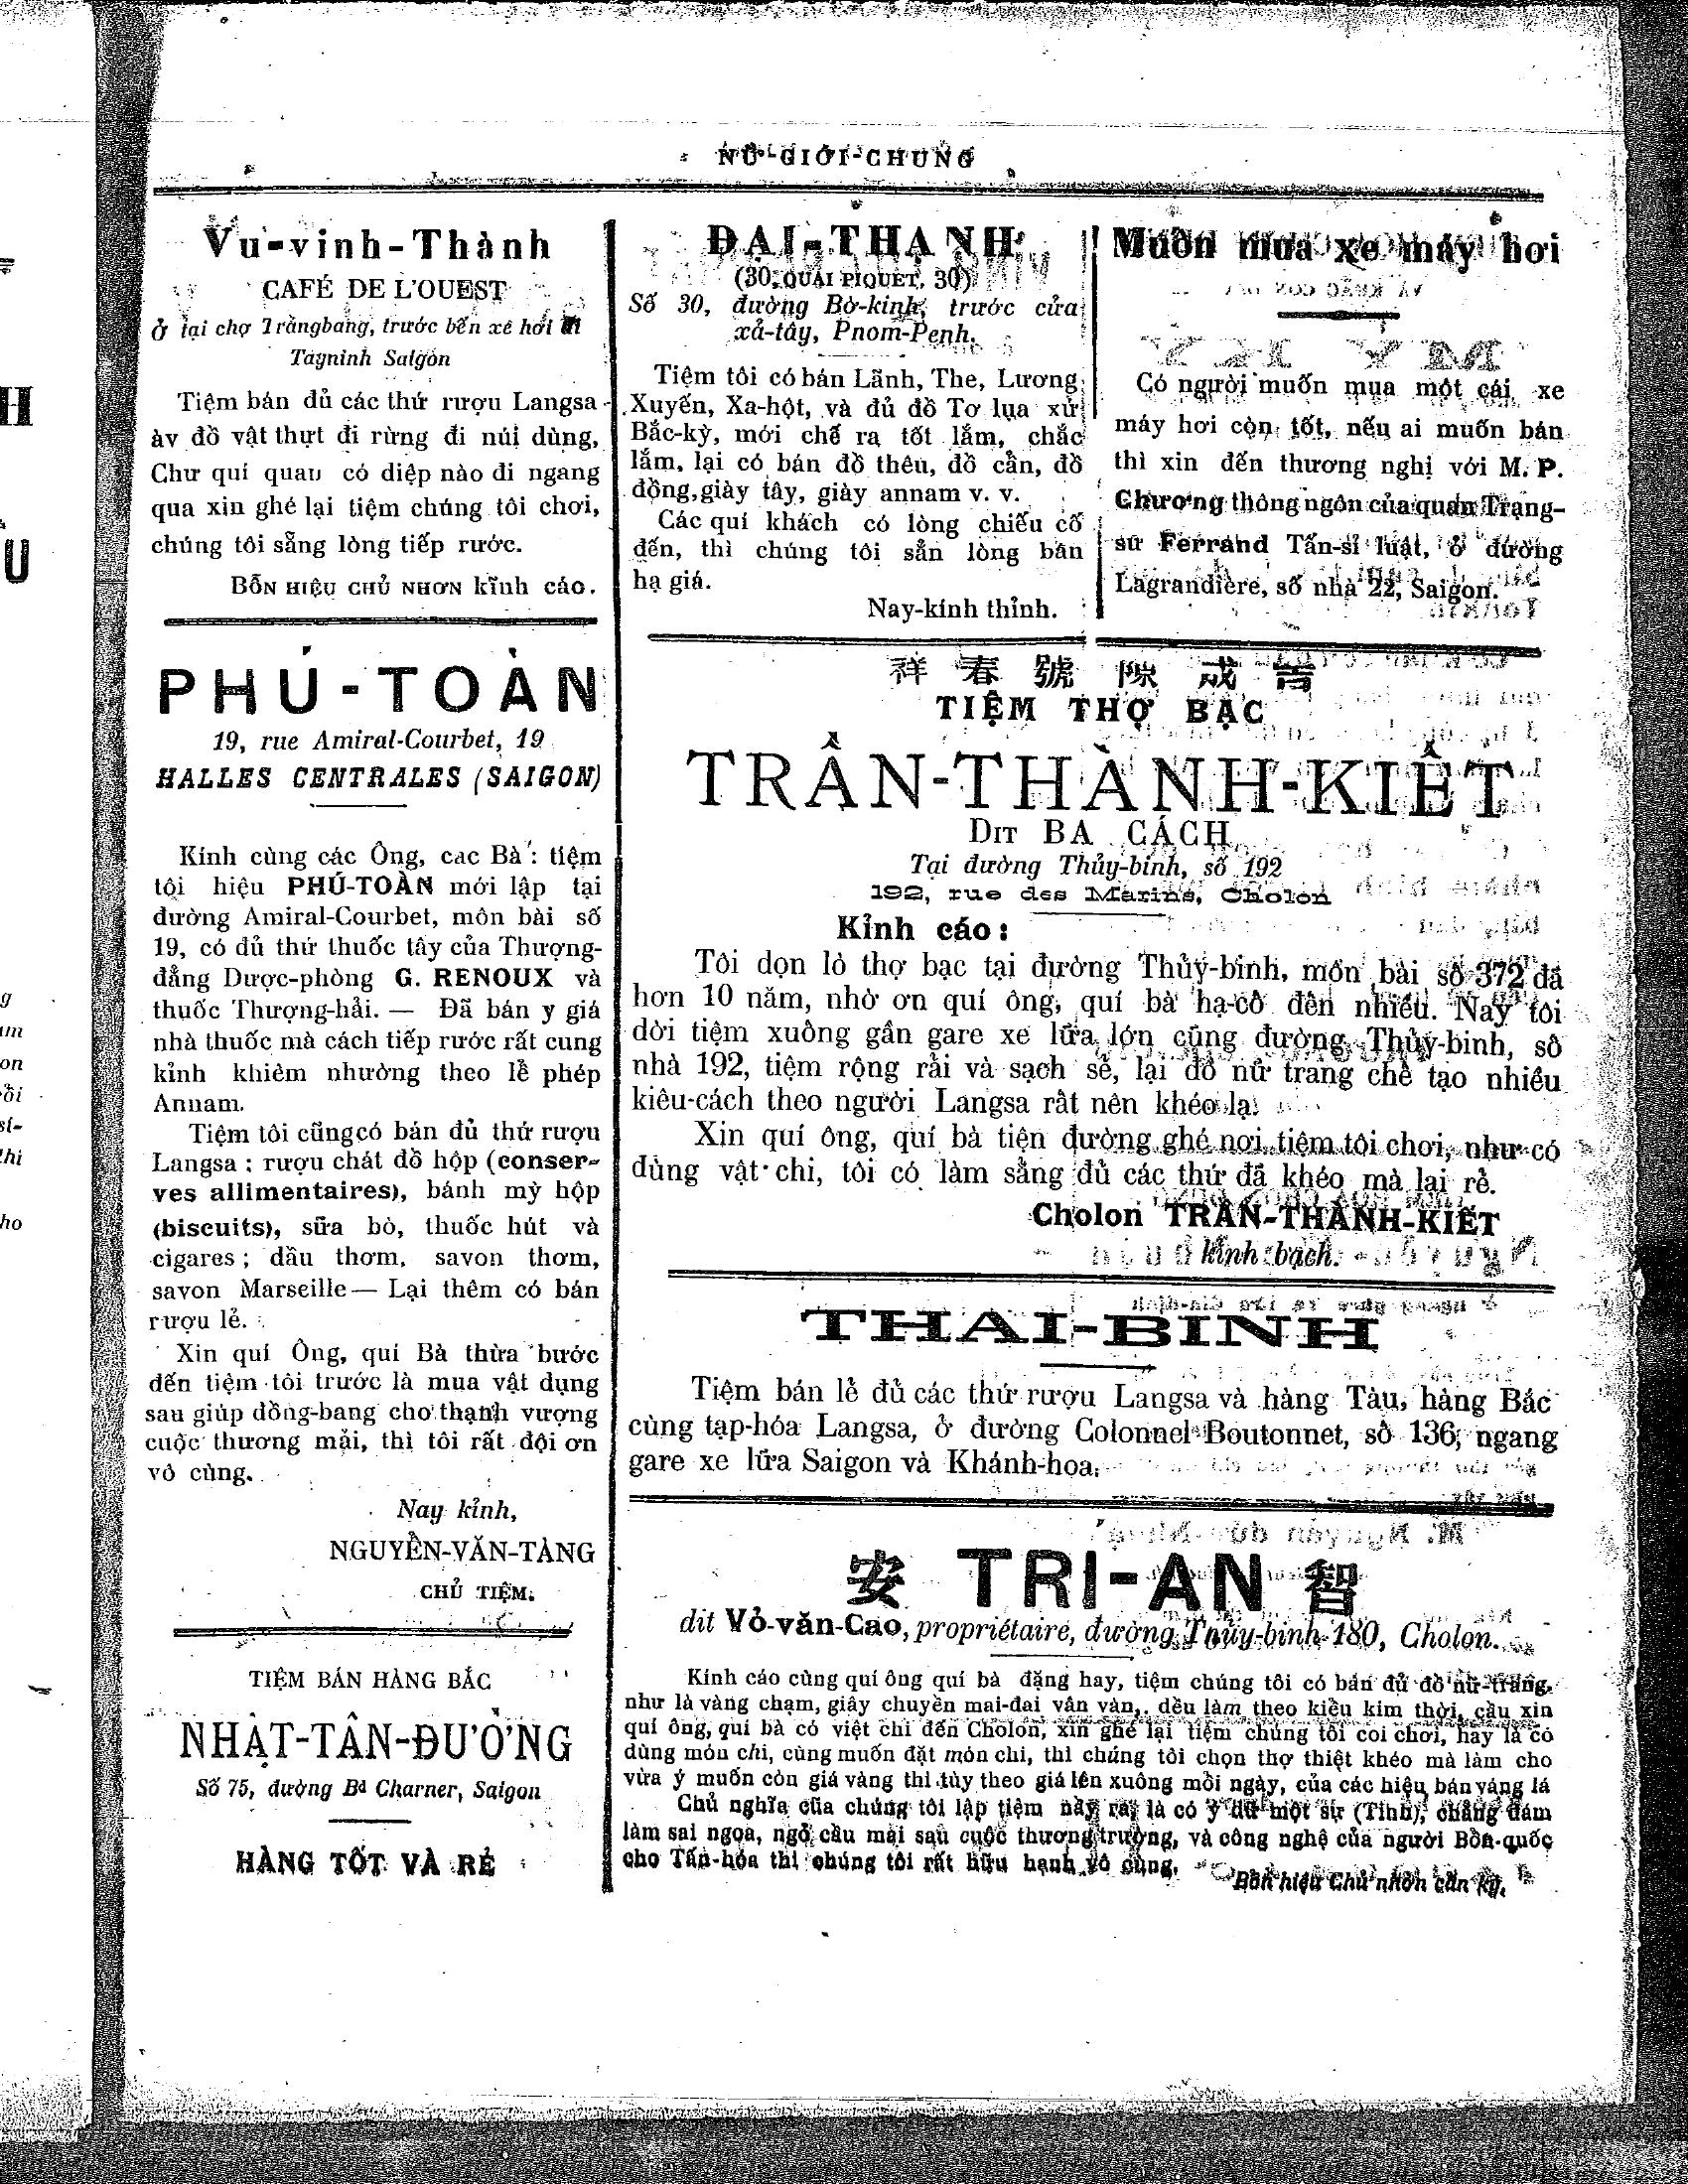 NỮ-GIỚI-CHUNG
Vu-vinh-Thành
CAFÉ DE L'OUEST
Ở tại chợ Trảngbang, trước bến xe hơi đi
Tâyninh Saigon
Tiệm bán đủ các thứ rượu Langsa
àv đồ vật thựt đi rừng đi núi dùng,
Chư quí quan có diệp nào đi ngang
qua xin ghé lại tiệm chúng tôi chơi,
chúng tôi sẵng lòng tiếp rước.
BỔN HIỆU CHỦ NHƠN kĩnh cáo.
PHÚ-TOÀN
19, rue Amiral-Courbet, 19
HALLES CENTRALES (SAIGON)
Kính cùng các Ông, các Bà : tiệm
tôi hiệu PHÚ-TOÀN mới lập tại
đường Amiral-Courbet, môn bài số
19, có đủ thứ thuốc tây của Thượng-
đẳng Dược-phòng G. RENOUX và
thuốc Thượng-hải. — Đã bán y giá
nhà thuốc mà cách tiếp rước rất cung
kỉnh khiêm nhường theo lễ phép
Annam.
Tiệm tôi cũngcó bán đủ thứ rượu
Langsa ; rượu chát đồ hộp (conser-
ves allimentaires), bánh mỳ hộp
(biscuits), sữa bò, thuốc hút và
cigares ; dầu thơm, savon thơm,
savon Marseille — Lại thêm có bán
rượu lẻ.
Xin quí Ông, quí Bà thừa bước
đến tiệm tôi trước là mua vật dụng
sau giúp đồng-bang cho thạnh vượng
cuộc thương mải, thì tôi rất đội ơn
vô cùng.
Nay kỉnh,
NGUYỄN-VĂN-TÀNG
CHỦ TIỆM.
TIỆM BÁN HÀNG BẮC
NHẬT-TÂN-ĐƯỜNG
Số 75, đường Bd Charner, Saigon
HÀNG TỐT VÀ RẺ
ĐẠI-THẠNH
(30, QUAI PIQUET, 30)
Số 30, đường Bờ-kinh, trước cửa
xả-tây, Pnom-Penh.
Tiệm tôi có bán Lãnh, The, Lương
Xuyến, Xa-hột, và đủ đồ Tơ lụa xứ
Bắc-kỳ, mới chế ra tốt lắm, chắc
lắm, lại có bán đồ thêu, đồ cẩn, đồ
đồng, giày tây, giày annam v. v.
Các quí khách có lòng chiếu cố
đến, thì chúng tôi sẵn lòng bán
hạ giá.
Nay-kính thỉnh.
Muốn mua xe máy hơi
Có người muốn mua một cái xe
máy hơi còn tốt, nếu ai muốn bán
thì xin đến thương nghị với M. P.
Chương thông ngôn của quan Trạng-
sư Ferrand Tấn-sỉ luật, ở đường
Lagrandière, số nhà 22, Saigon.
祥 春 號 陳 成 吉
TIỆM THỢ BẠC
TRẦN-THÀNH-KIẾT
DIT BA CÁCH
Tại đường Thủy-binh, số 192
192, rue des Marins, Cholon
Kỉnh cáo :
Tôi dọn lò thợ bạc tại đường Thủy-binh, môn bài số 372 đã
hơn 10 năm, nhờ ơn quí ông, quí bà hạ-cố đến nhiều. Nay tôi
dời tiệm xuống gần gare xe lửa lớn cũng đường Thủy-binh, số
nhà 192, tiệm rộng rải và sạch sẽ, lại đồ nữ trang chế tạo nhiều
kiêu-cách theo người Langsa rất nên khéo lạ.
Xin quí ông, quí bà tiện đường ghé nơi tiệm tôi chơi, như có
dùng vật chi, tôi có làm sẵng đủ các thứ đã khéo mà lại rẻ.
Cholon TRẦN-THÀNH-KIẾT
kỉnh bạch.
THAI-BINH
Tiệm bán lẻ đủ các thứ rượu Langsa và hàng Tàu, hàng Bắc
cùng tạp-hóa Langsa, ở đường Colonnel Boutonnet, số 136, ngang
gare xe lửa Saigon và Khánh-họa.
安 TRI-AN 智
dit Vỏ-văn-Cao, propriétaire, đường Thủy-binh 180, Cholon.
Kính cáo cùng quí ông quí bà đặng hay, tiệm chúng tôi có bán đủ đồ nữ-trang,
như là vàng chạm, giây chuyền mai-đai vân vân, dều làm theo kiểu kim thời, cầu xin
quí ông, quí bà có việt chi đến Cholon, xin ghé lại tiệm chúng tôi coi chơi, hay là có
dùng món chi, cùng muốn đặt món chi, thì chúng tôi chọn thợ thiệt khéo mà làm cho
vừa ý muốn còn giá vàng thì tùy theo giá lên xuống mỗi ngày, của các hiệu bán vàng lá
Chủ nghĩa của chúng tôi lập tiệm nầy ra, là có ý dữ một sự (Tính), chẳng dám
làm sai ngoa, ngỏ cầu mai sau cuộc thương trường, và công nghệ của người Bổn-quốc
cho Tấn-hóa thì chúng tôi rất hữu hạnh vô cùng.
Bổn hiệu Chủ nhơn cẩn ký.